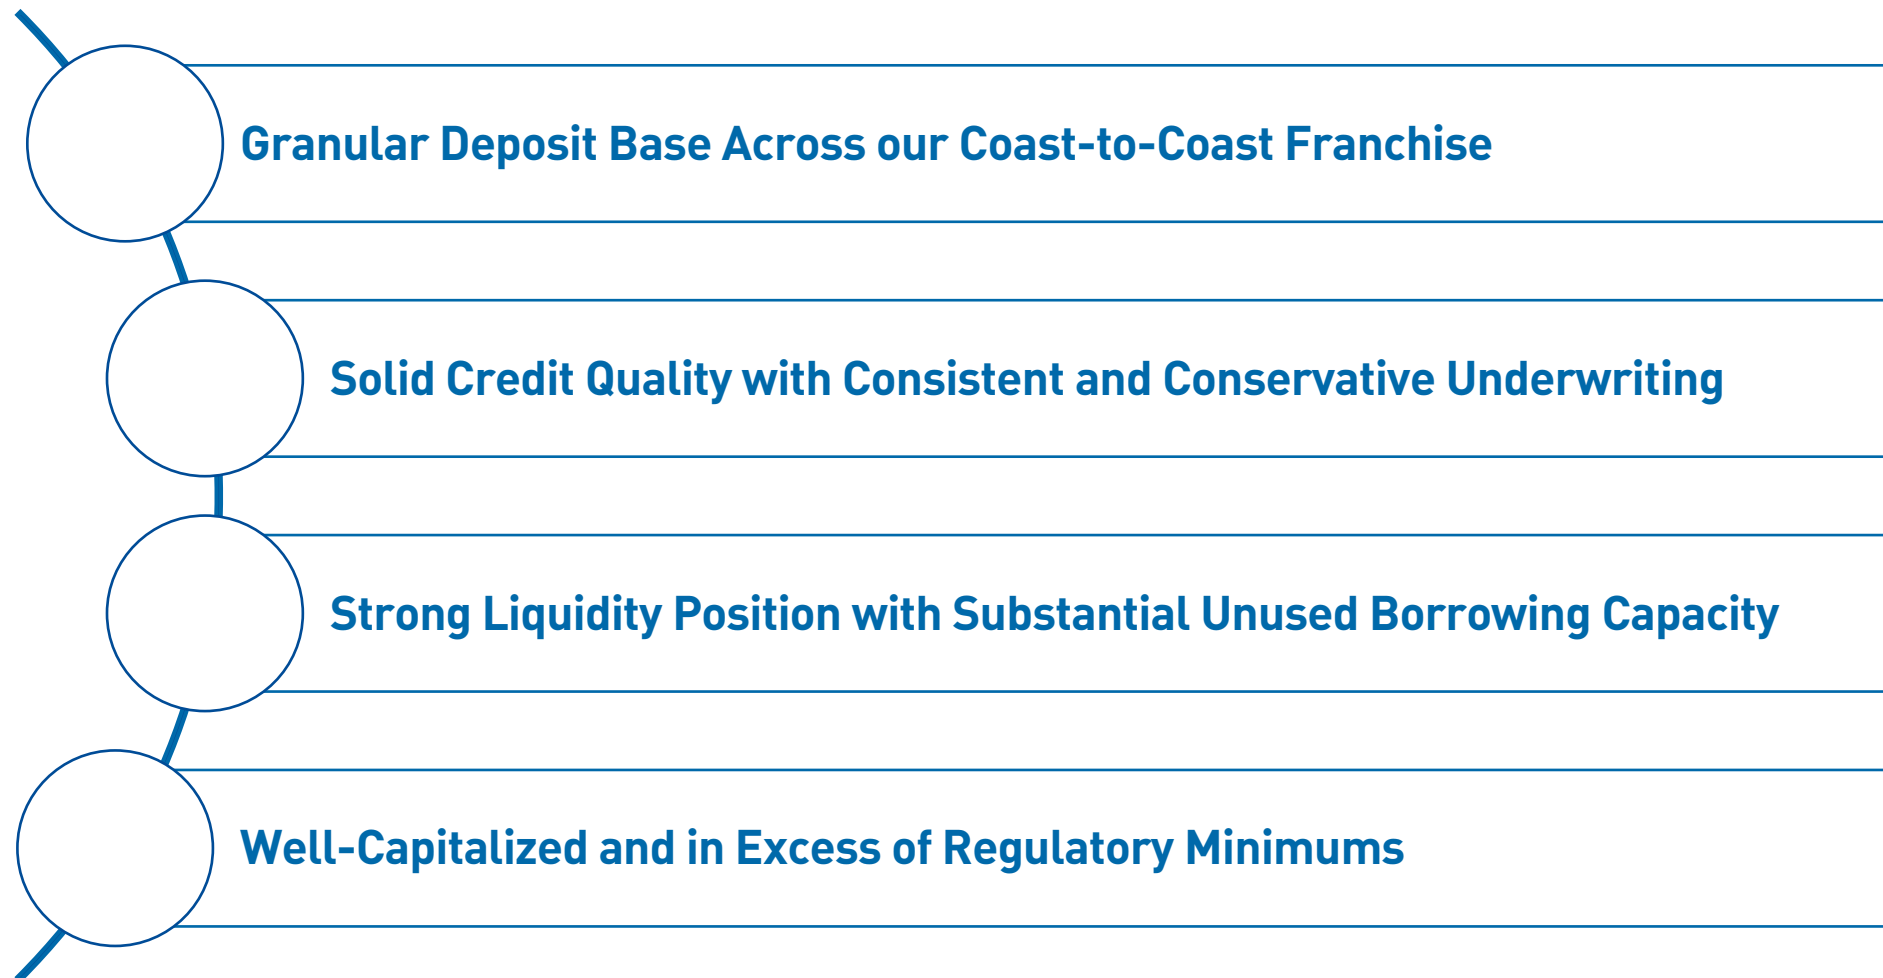 Granular Deposit Base Across our Coast-to-Coast Franchise
Solid Credit Quality with Consistent and Conservative Underwriting
Strong Liquidity Position with Substantial Unused Borrowing Capacity
Well-Capitalized and in Excess of Regulatory Minimums